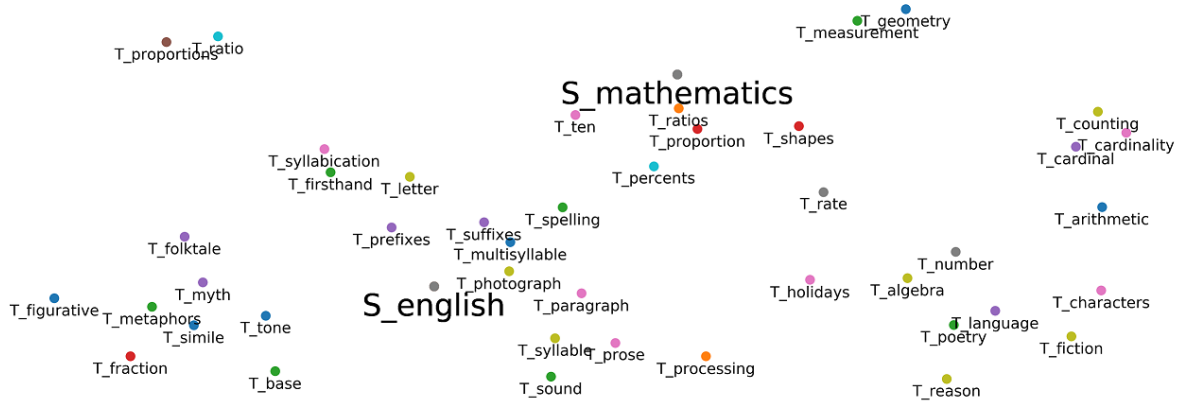 T_geometry
T_measurement
T_proportions
T_ratio
S_mathematics
T_ratios
T_ten
T_proportion
T_shapes
T_counting
T_cardinality
T_cardinal
T_syllabication
T_firsthand
T_letter
T_percents
T_rate
T_spelling
T_arithmetic
T_prefixes
T_suffixes
T_folktale
T_multisyllable
T_number
T_myth
T_photograph
T_holidays
T_algebra
T_figurative
T_metaphors
S_english
T_paragraph
T_characters
T_simile
T_tone
T_language
T_poetry
T_syllable
T_prose
T_fiction
T_fraction
T_processing
T_base
T_sound
T_reason